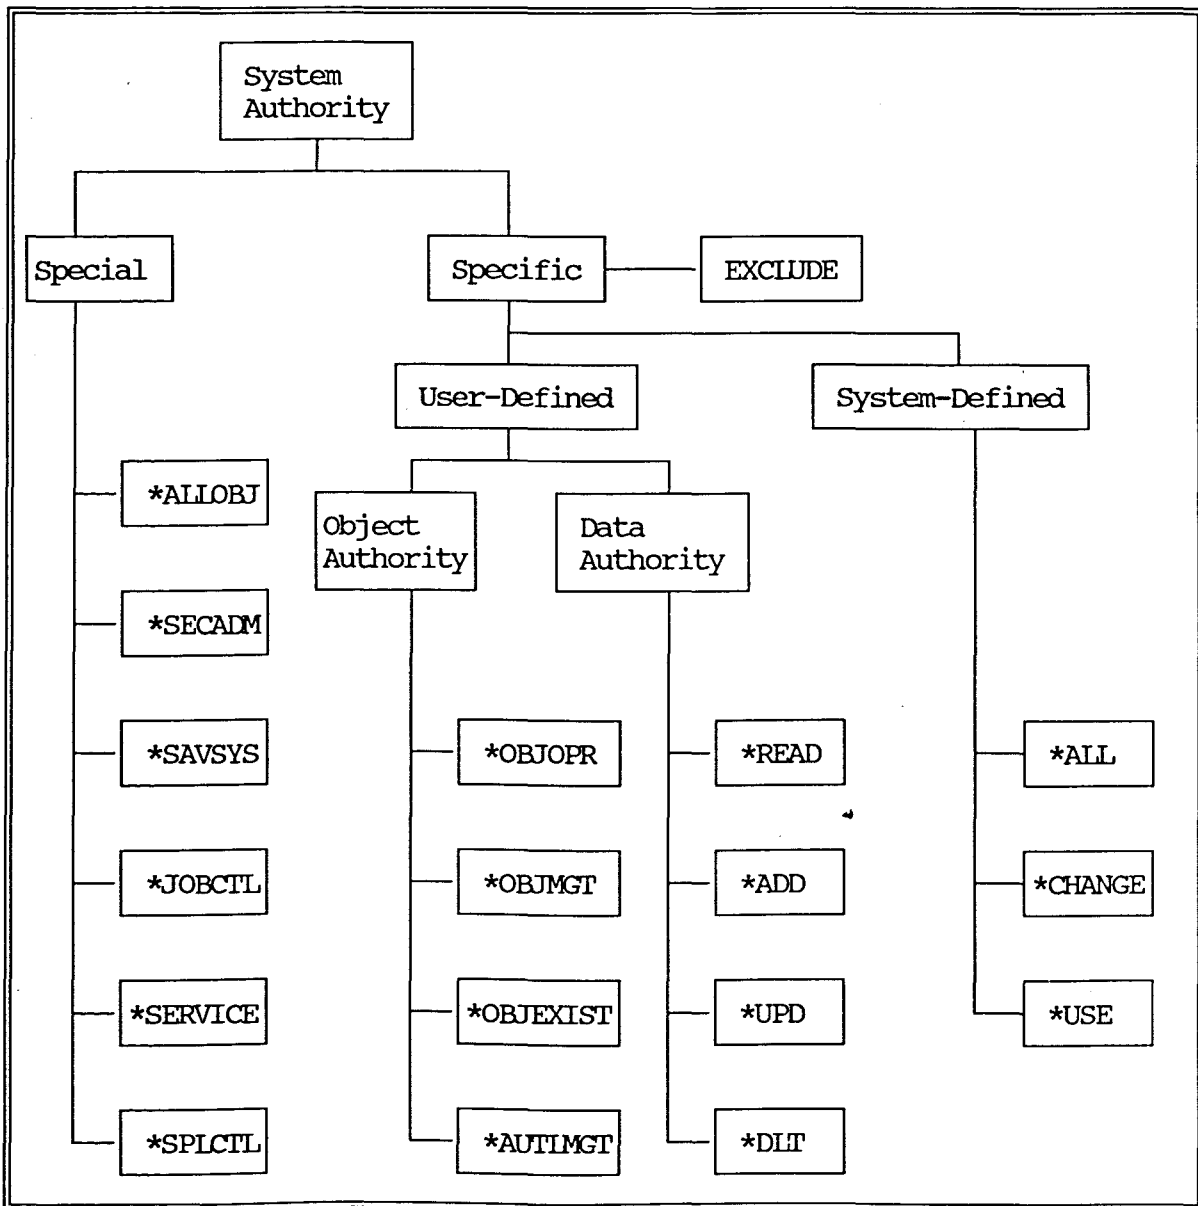 System
Authority
Special
Specific
EXCLUDE
User-Defined
System-Defined
Object
Authority
Data
Authority
*ALLOBJ
*SECADM
*SAVSYS
*JOBCTL
*SERVICE
*SPLCTL
*OBJOPR
*OBJMGT
*OBJEXIST
*AUTLMGT
*READ
*ADD
*UPD
*DLT
*ALL
*CHANGE
*USE